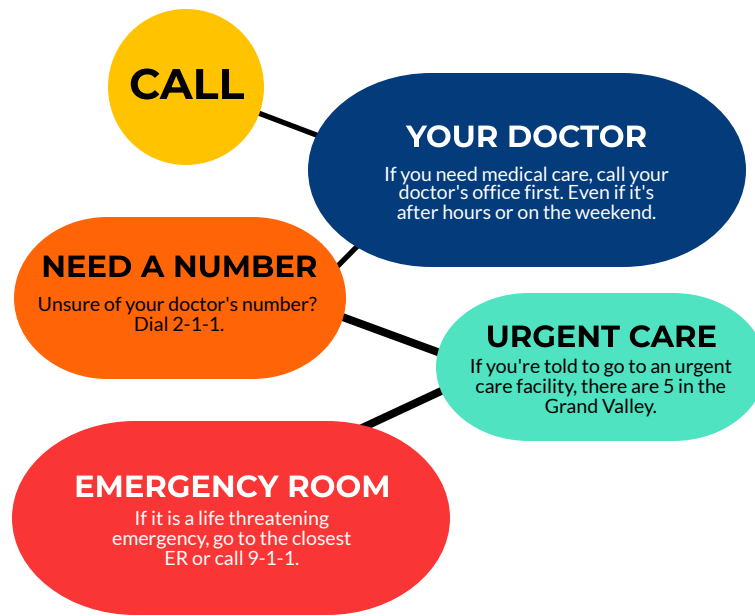 CALL
YOUR DOCTOR
If you need medical care, call your
doctor's office first. Even if it's
after hours or on the weekend.
NEED A NUMBER
Unsure of your doctor's number?
Dial 2-1-1.
URGENT CARE
If you're told to go to an urgent
care facility, there are 5 in the
Grand Valley.
EMERGENCY ROOM
If it is a life threatening
emergency, go to the closest
ER or call 9-1-1.